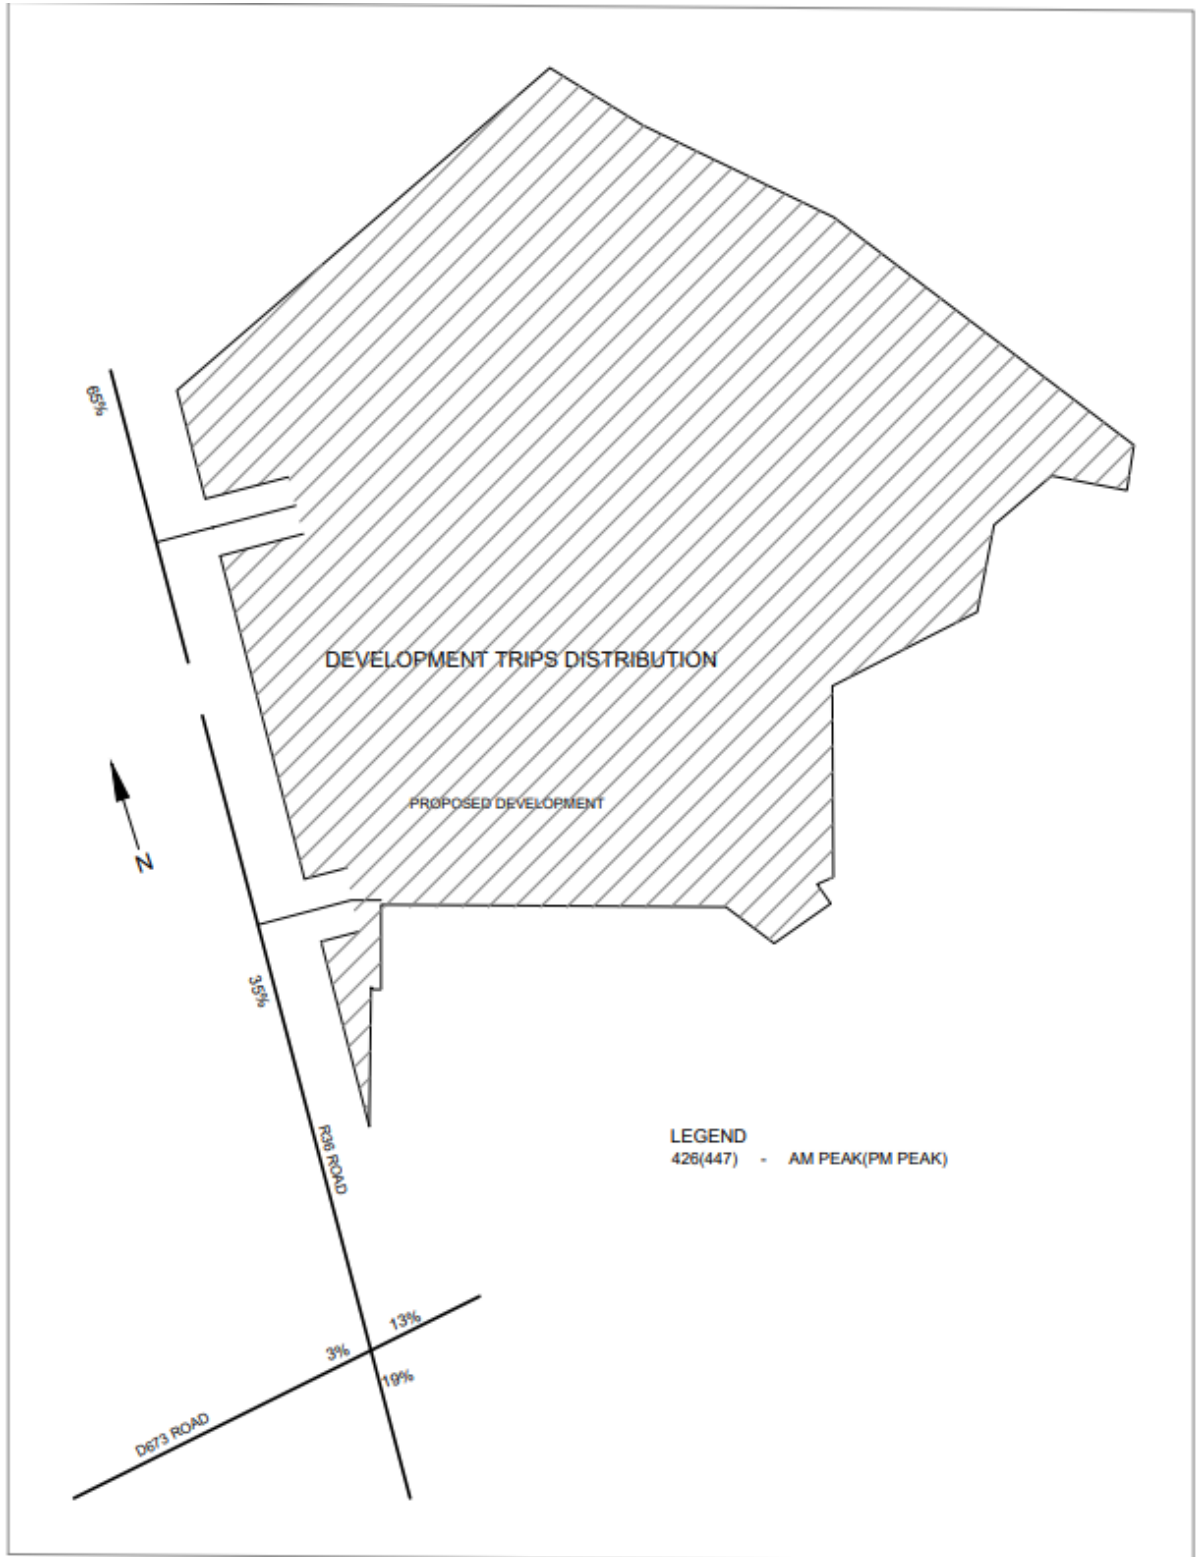 65%
DEVELOPMENT TRIPS DISTRIBUTION
N
PROPOSED DEVELOPMENT
35%
R36 ROAD
LEGEND
426(447) - AM PEAK(PM PEAK)
13%
3%
19%
D673 ROAD